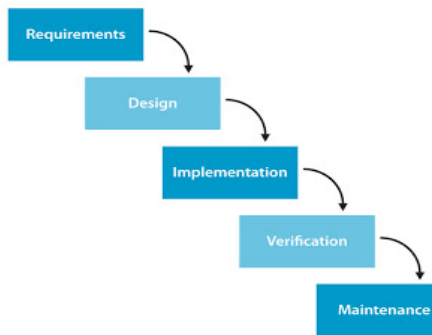 Requirements
Design
Implementation
Verification
Maintenance